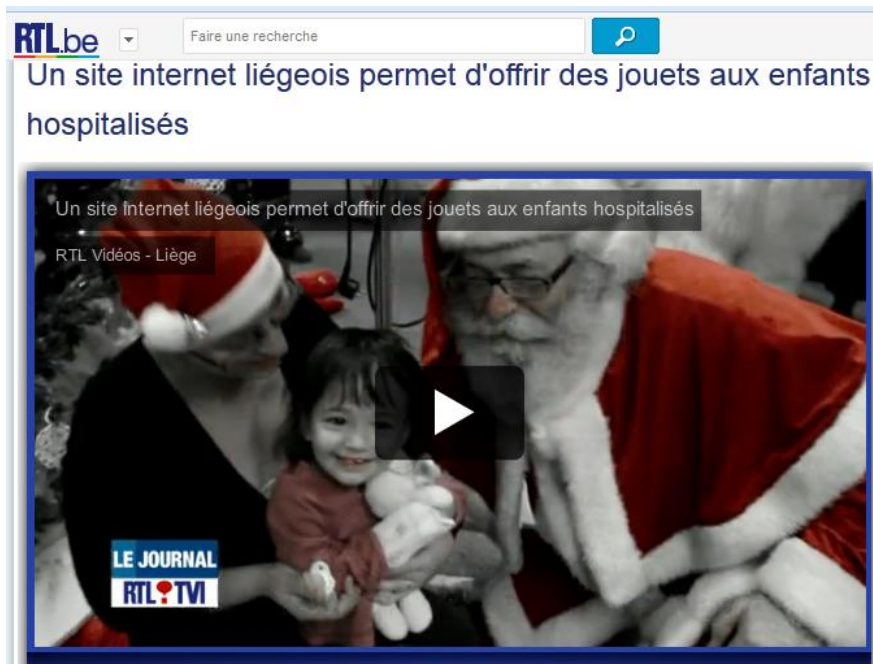 RTL.be
Faire une recherche
Un site internet liégeois permet d'offrir des jouets aux enfants
hospitalisés
Un site Internet liégeois permet d'offrir des jouets aux enfants hospitalisés
RTL Vidéos - Liège
LE JOURNAL
RTL TVI